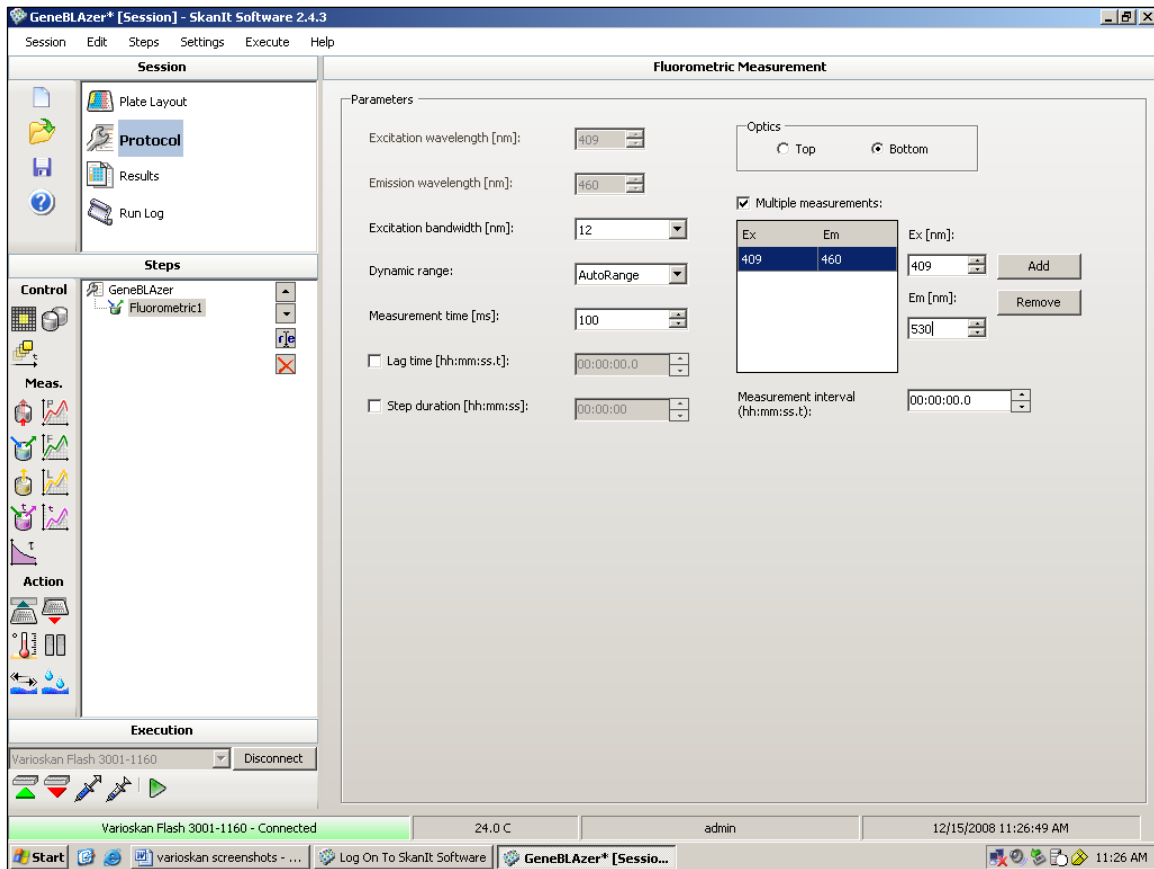 GeneBLAzer* [Session] - SkanIt Software 2.4.3
Session Edit Steps Settings Execute Help
Session
Plate Layout
Protocol
Results
Run Log
Steps
Control
GeneBLAzer
Fluorometric1
r e
t
Meas.
P
F
L
t
t
τ
Action
Execution
Varioskan Flash 3001-1160
Disconnect
Fluorometric Measurement
Parameters
Excitation wavelength [nm]: 409
Emission wavelength [nm]: 460
Excitation bandwidth [nm]: 12
Dynamic range: AutoRange
Measurement time [ms]: 100
Lag time [hh:mm:ss.t]: 00:00:00.0
Step duration [hh:mm:ss]: 00:00:00
Optics
Top Bottom
Multiple measurements:
Ex Em
409 460
Ex [nm]:
409 Add
Em [nm]:
Remove
530
Measurement interval
(hh:mm:ss.t):
00:00:00.0
Varioskan Flash 3001-1160 - Connected 24.0 C admin 12/15/2008 11:26:49 AM
Start varioskan screenshots - ... Log On To SkanIt Software GeneBLAzer* [Sessio... 11:26 AM